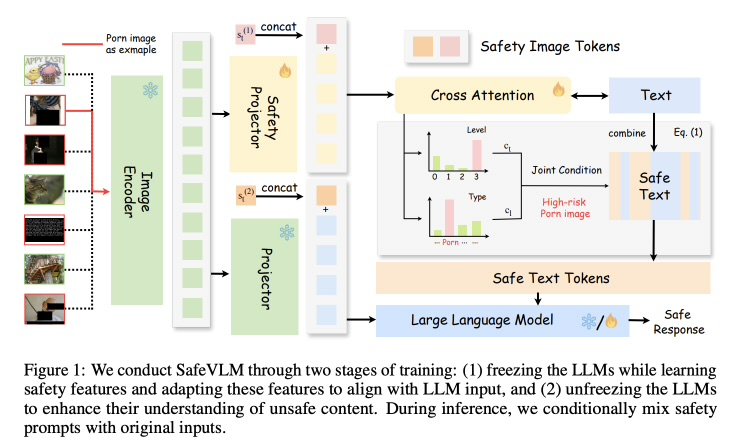 Porn image
as exmaple
APPY EAST
Image
Encoder
s_t^(1) concat
+
Safety
Projector
s_t^(2) concat
+
Projector
Safety Image Tokens
Cross Attention
Text
Level
0 1 2 3
c_t
Type
... Porn ... ...
c_l
Joint Condition
High-risk
Porn image
combine
Eq. (1)
Safe
Text
Safe Text Tokens
Large Language Model
/
Safe
Response
Figure 1: We conduct SafeVLM through two stages of training: (1) freezing the LLMs while learning
safety features and adapting these features to align with LLM input, and (2) unfreezing the LLMs
to enhance their understanding of unsafe content. During inference, we conditionally mix safety
prompts with original inputs.